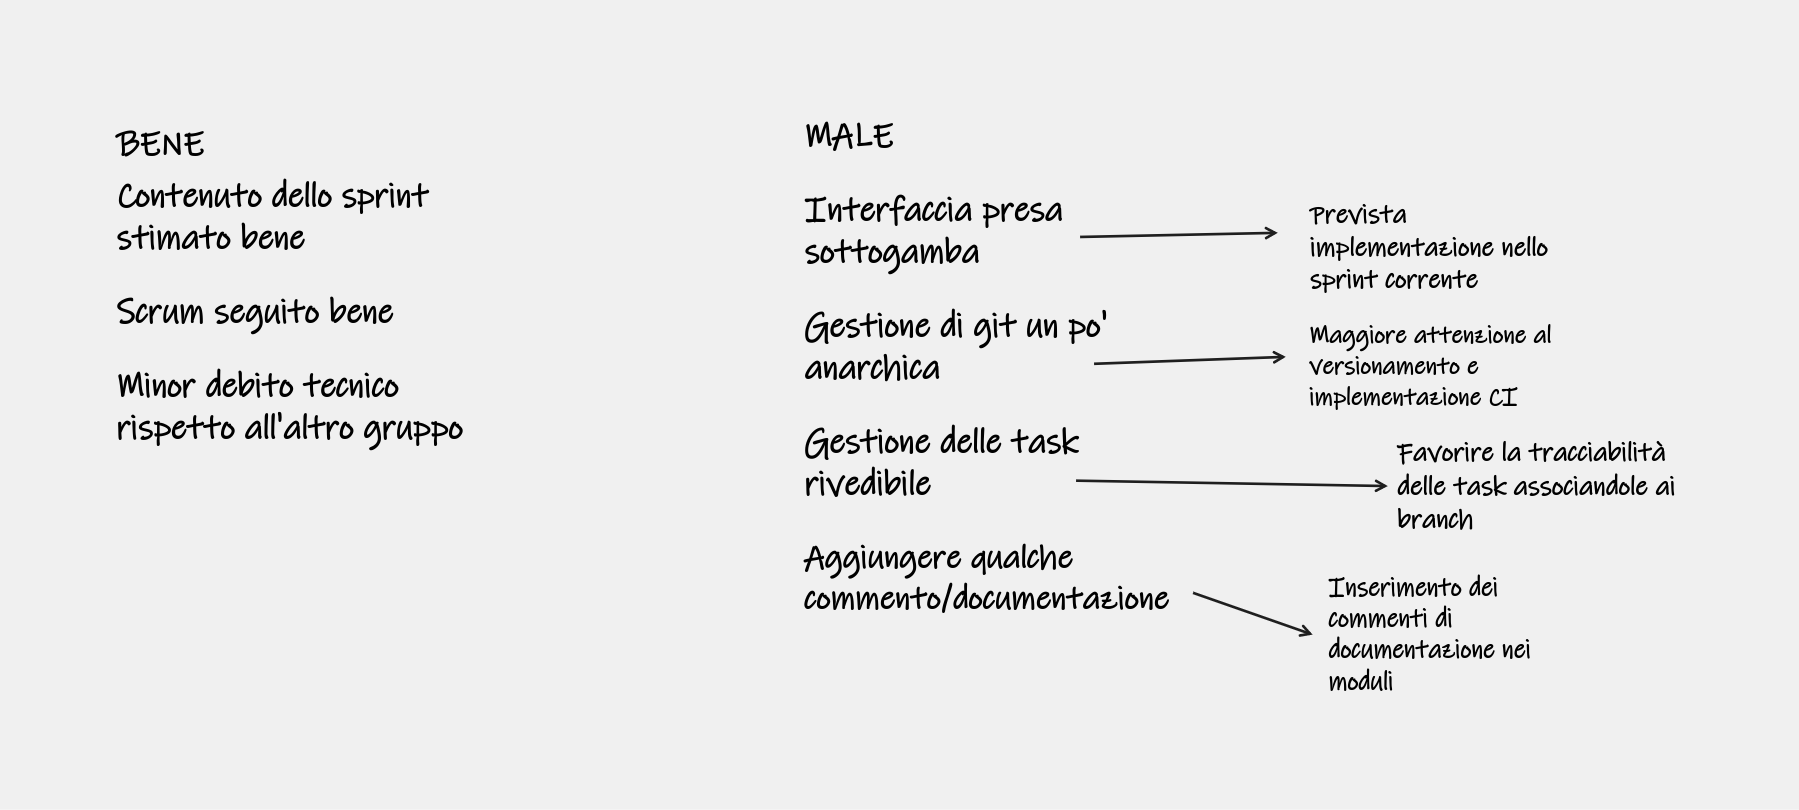 BENE
Contenuto dello sprint
stimato bene
Scrum seguito bene
Minor debito tecnico
rispetto all'altro gruppo
MALE
Interfaccia presa
sottogamba
Prevista
implementazione nello
sprint corrente
Gestione di git un po'
anarchica
Maggiore attenzione al
versionamento e
implementazione CI
Gestione delle task
rivedibile
Favorire la tracciabilità
delle task associandole ai
branch
Aggiungere qualche
commento/documentazione
Inserimento dei
commenti di
documentazione nei
moduli